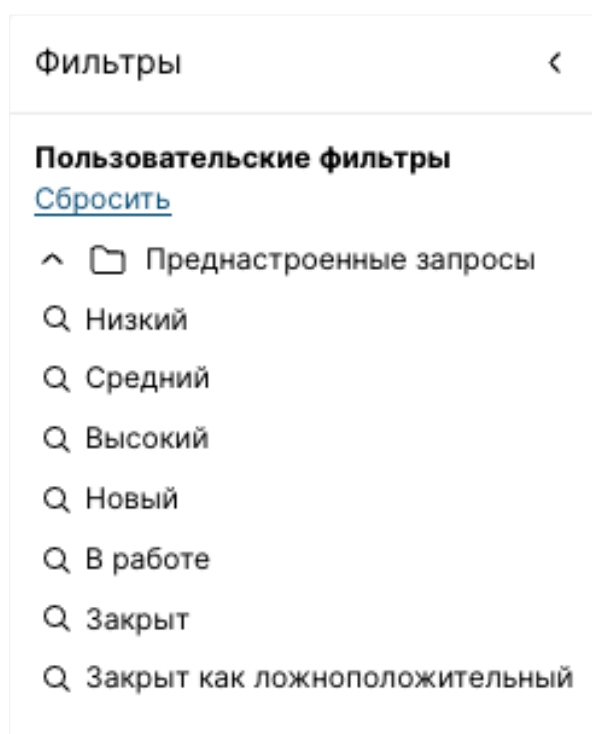 Фильтры
Пользовательские фильтры
Сбросить
Преднастроенные запросы
Низкий
Средний
Высокий
Новый
В работе
Закрыт
Закрыт как ложноположительный